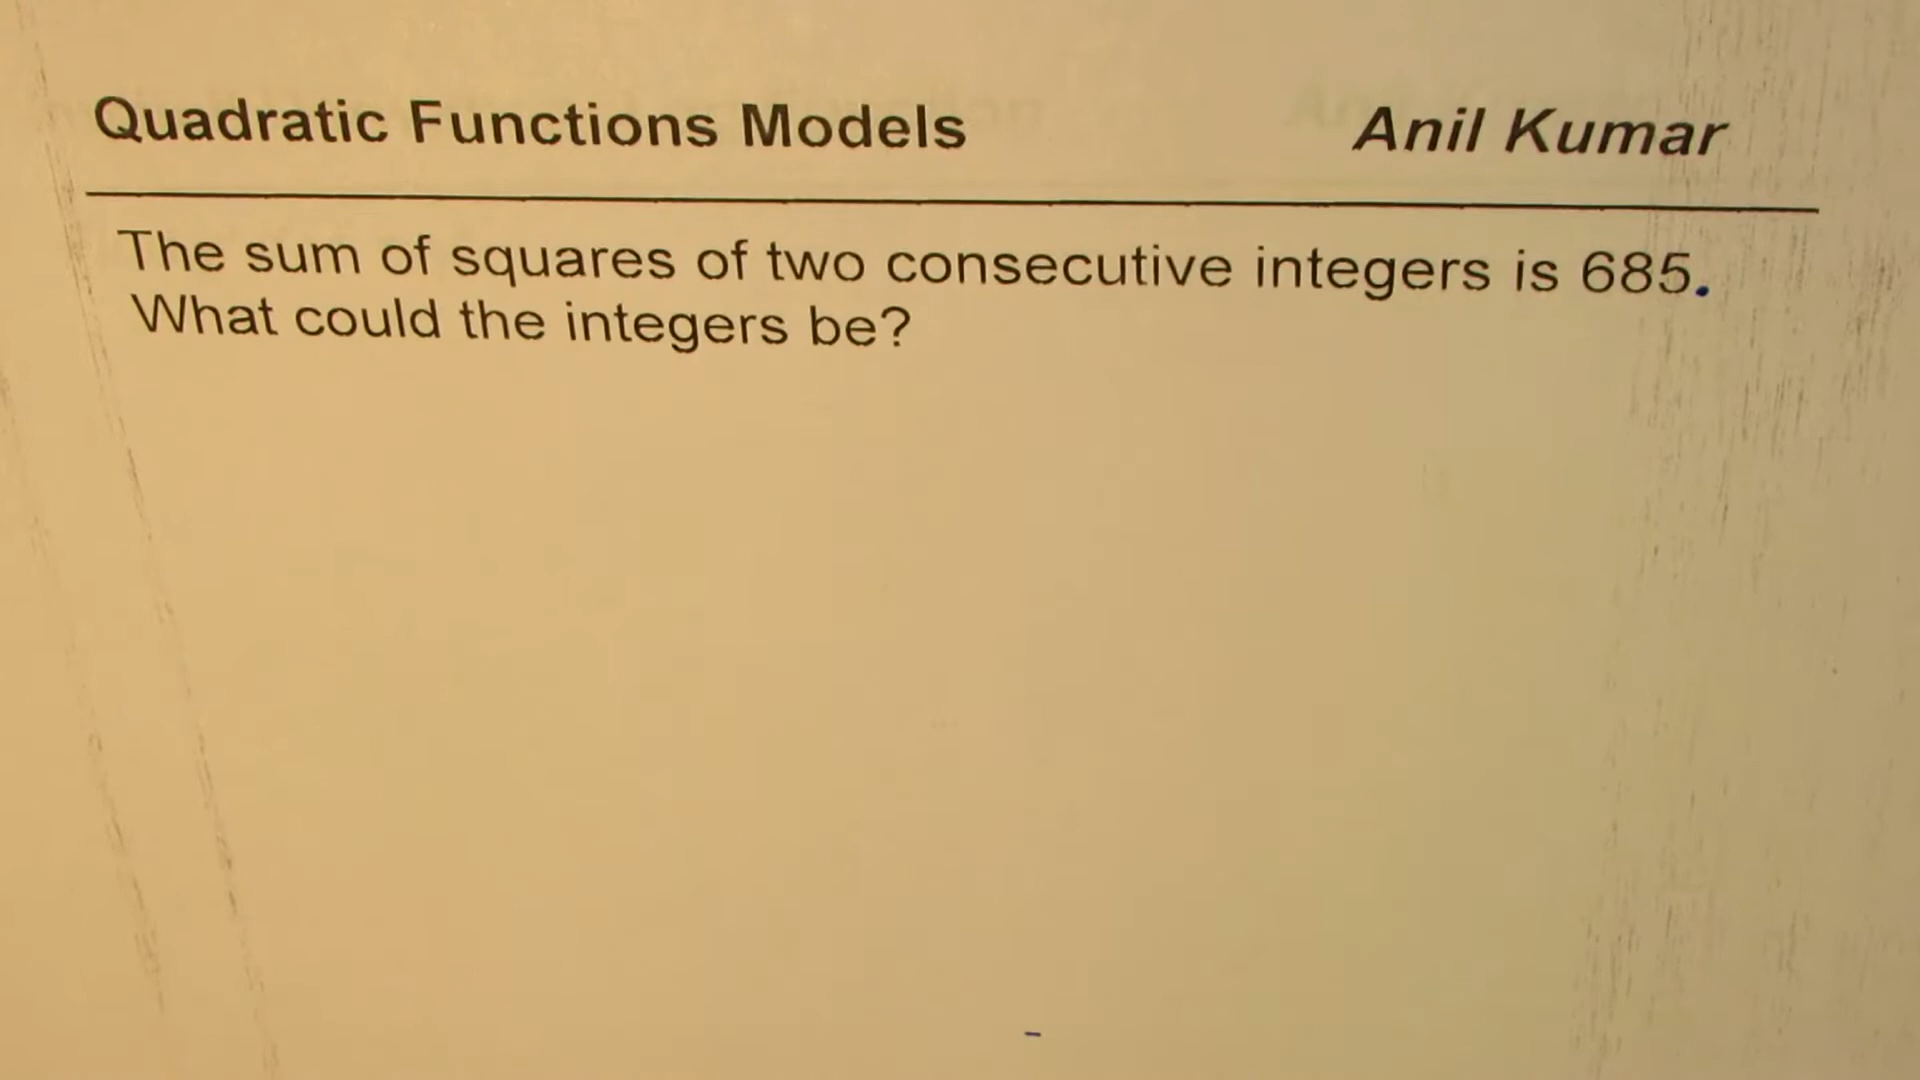 Quadratic Functions Models Anil Kumar
The sum of squares of two consecutive integers is 685.
What could the integers be?